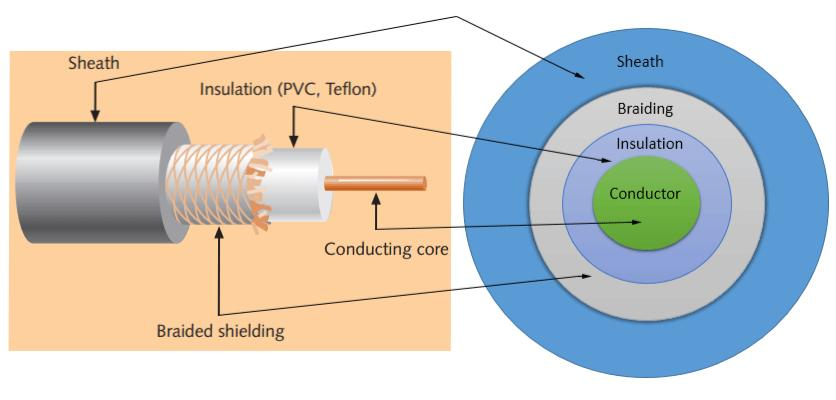 Sheath
Insulation (PVC, Teflon)
Conducting core
Braided shielding
Sheath
Braiding
Insulation
Conductor